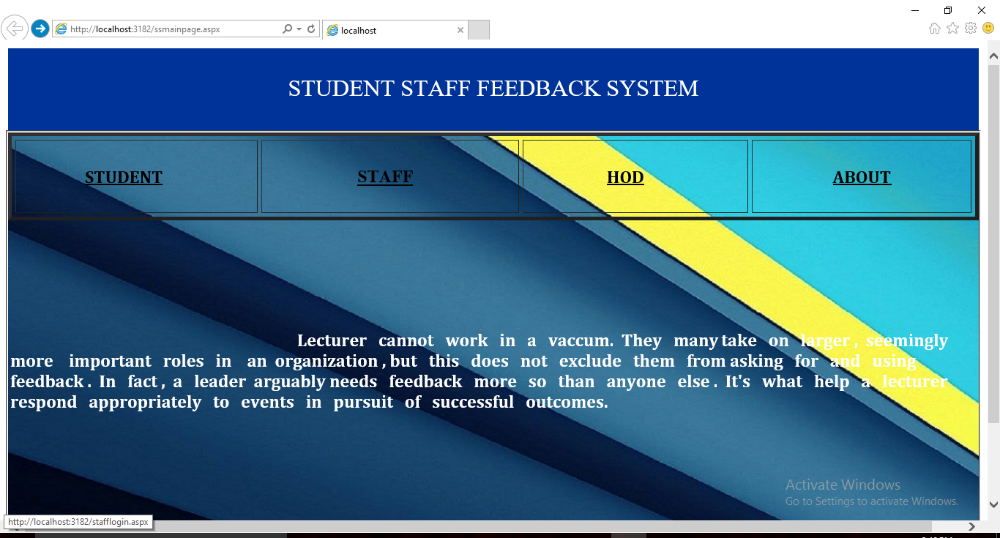 http://localhost:3182/ssmainpage.aspx
localhost
STUDENT STAFF FEEDBACK SYSTEM
STUDENT STAFF HOD ABOUT
Lecturer cannot work in a vaccum. They many take on larger , seemingly
more important roles in an organization , but this does not exclude them from asking for and using
feedback . In fact , a leader arguably needs feedback more so than anyone else . It's what help a lecturer
respond appropriately to events in pursuit of successful outcomes.
Activate Windows
Go to Settings to activate Windows.
http://localhost:3182/stafflogin.aspx